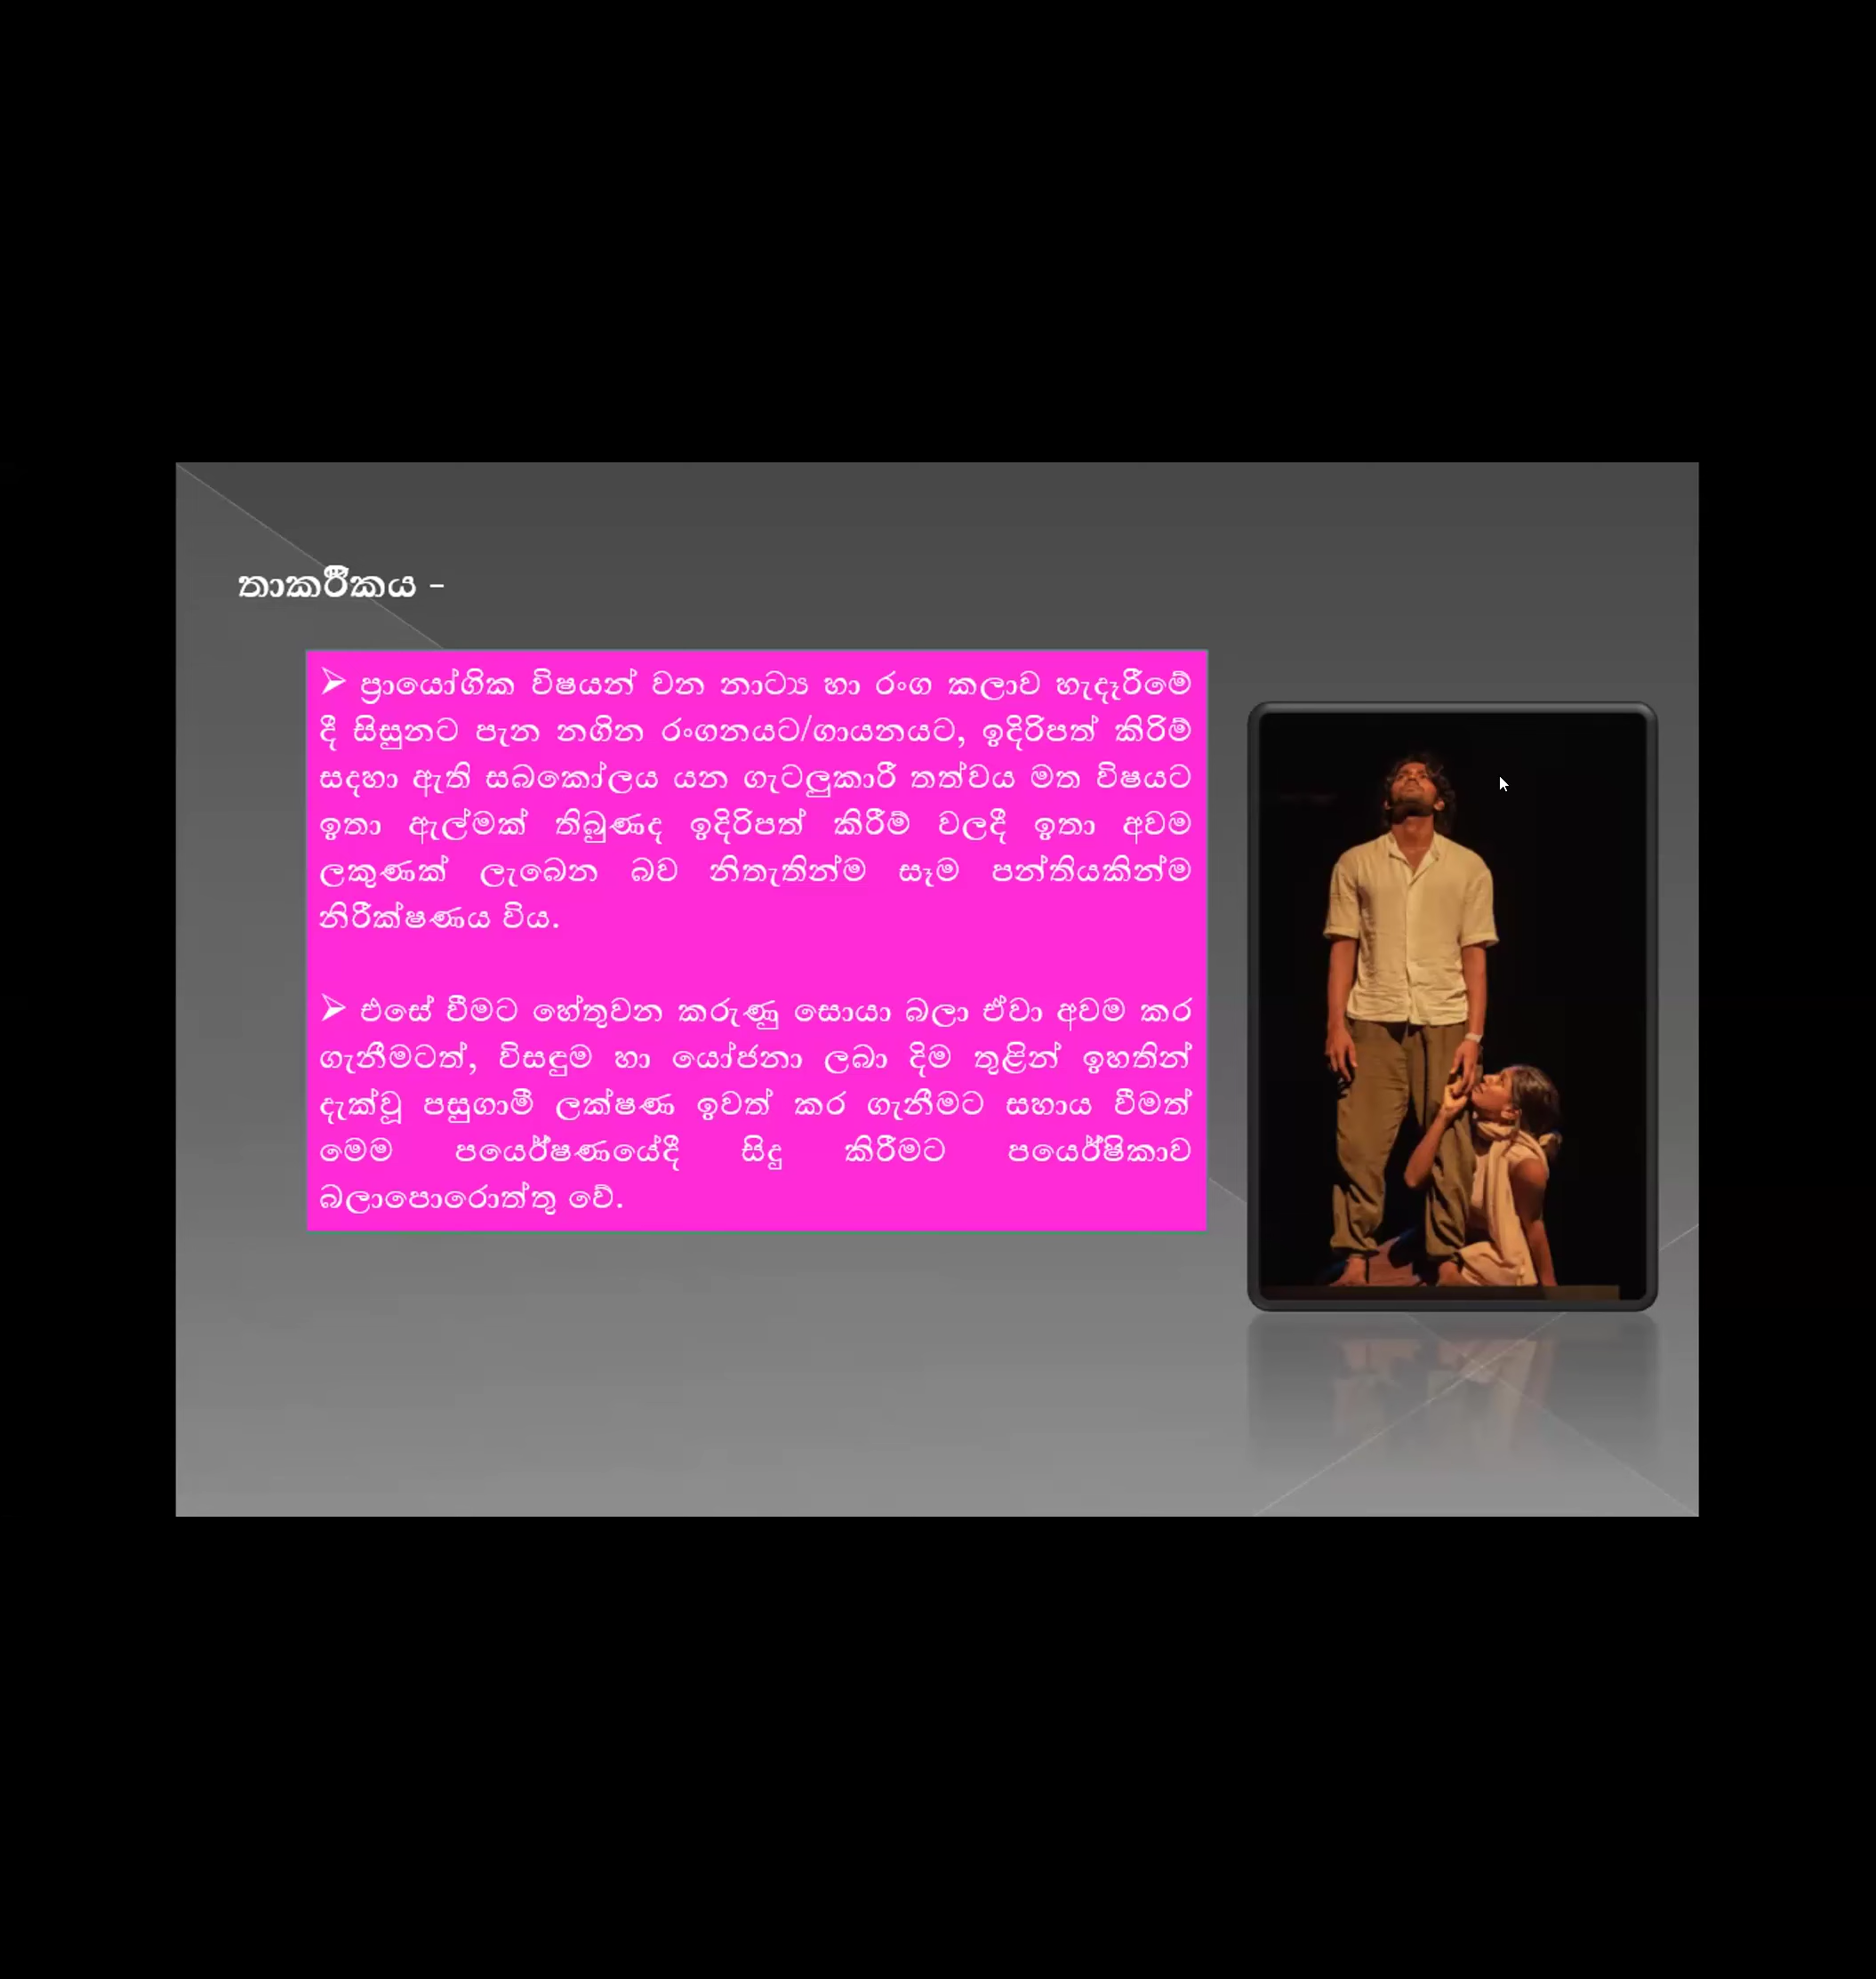 තාකර්රිකය -
➢ ප්‍රායෝගික විෂයන් වන නාට්‍ය හා රංග කලාව හැදෑරීමේ
දී සිසුනට පැන නගින රංගනයට/ගායනයට, ඉදිරිපත් කිරිම්
සදහා ඇති සබකෝලය යන ගැටලුකාරී තත්වය මත විෂයට
ඉතා ඇල්මක් තිබුණද ඉදිරිපත් කිරීම් වලදී ඉතා අවම
ලකුණක් ලැබෙන බව නිතැතින්ම සෑම පන්තියකින්ම
නිරීක්ෂණය විය.
➢ එසේ වීමට හේතුවන කරුණු සොයා බලා ඒවා අවම කර
ගැනීමටත්, විසඳුම හා යෝජනා ලබා දිම තුළින් ඉහතින්
දැක්වූ පසුගාමී ලක්ෂණ ඉවත් කර ගැනීමට සහාය වීමත්
මෙම පයෙර්ෂණයේදී සිදු කිරීමට පයෙර්ෂිකාව
බලාපොරොත්තු වේ.